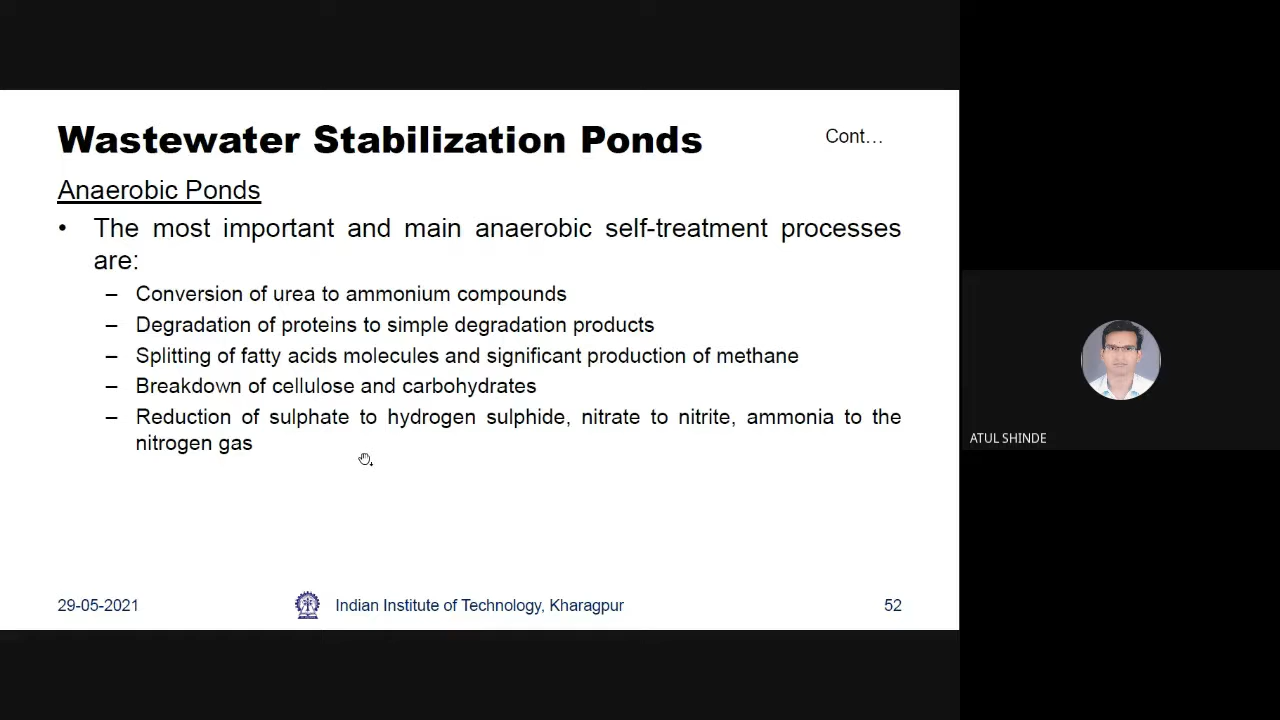 Wastewater Stabilization Ponds
Cont…
Anaerobic Ponds
• The most important and main anaerobic self-treatment processes
are:
– Conversion of urea to ammonium compounds
– Degradation of proteins to simple degradation products
– Splitting of fatty acids molecules and significant production of methane
– Breakdown of cellulose and carbohydrates
– Reduction of sulphate to hydrogen sulphide, nitrate to nitrite, ammonia to the
nitrogen gas
ATUL SHINDE
29-05-2021
Indian Institute of Technology, Kharagpur
52